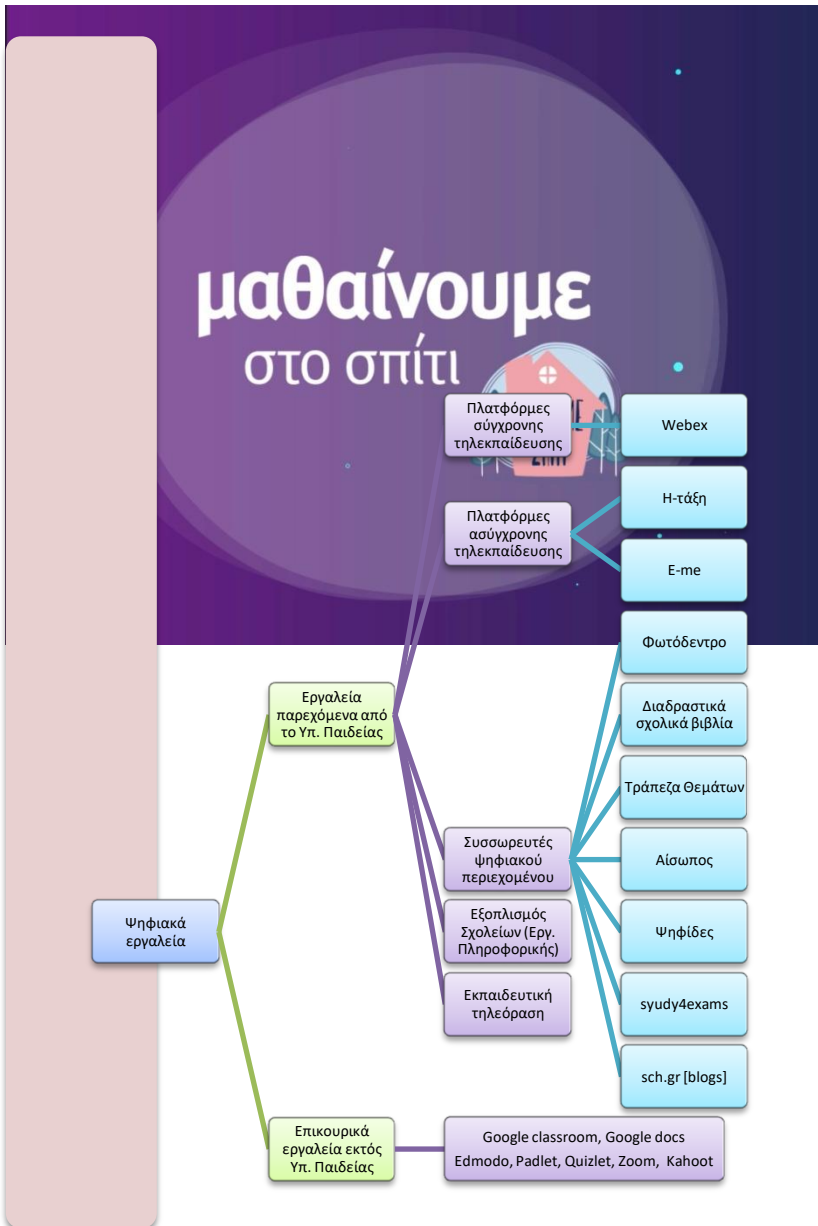 μαθαίνουμε
στο σπίτι
Πλατφόρμες
σύγχρονης
τηλεκπαίδευσης
Webex
Πλατφόρμες
ασύγχρονης
τηλεκπαίδευσης
Η-τάξη
E-me
Εργαλεία
παρεχόμενα από
το Υπ. Παιδείας
Φωτόδεντρο
Διαδραστικά
σχολικά βιβλία
Τράπεζα Θεμάτων
Συσσωρευτές
ψηφιακού
περιεχομένου
Αίσωπος
Ψηφιακά
εργαλεία
Εξοπλισμός
Σχολείων (Εργ.
Πληροφορικής)
Ψηφίδες
Εκπαιδευτική
τηλεόραση
syudy4exams
sch.gr [blogs]
Επικουρικά
εργαλεία εκτός
Υπ. Παιδείας
Google classroom, Google docs
Edmodo, Padlet, Quizlet, Zoom, Kahoot